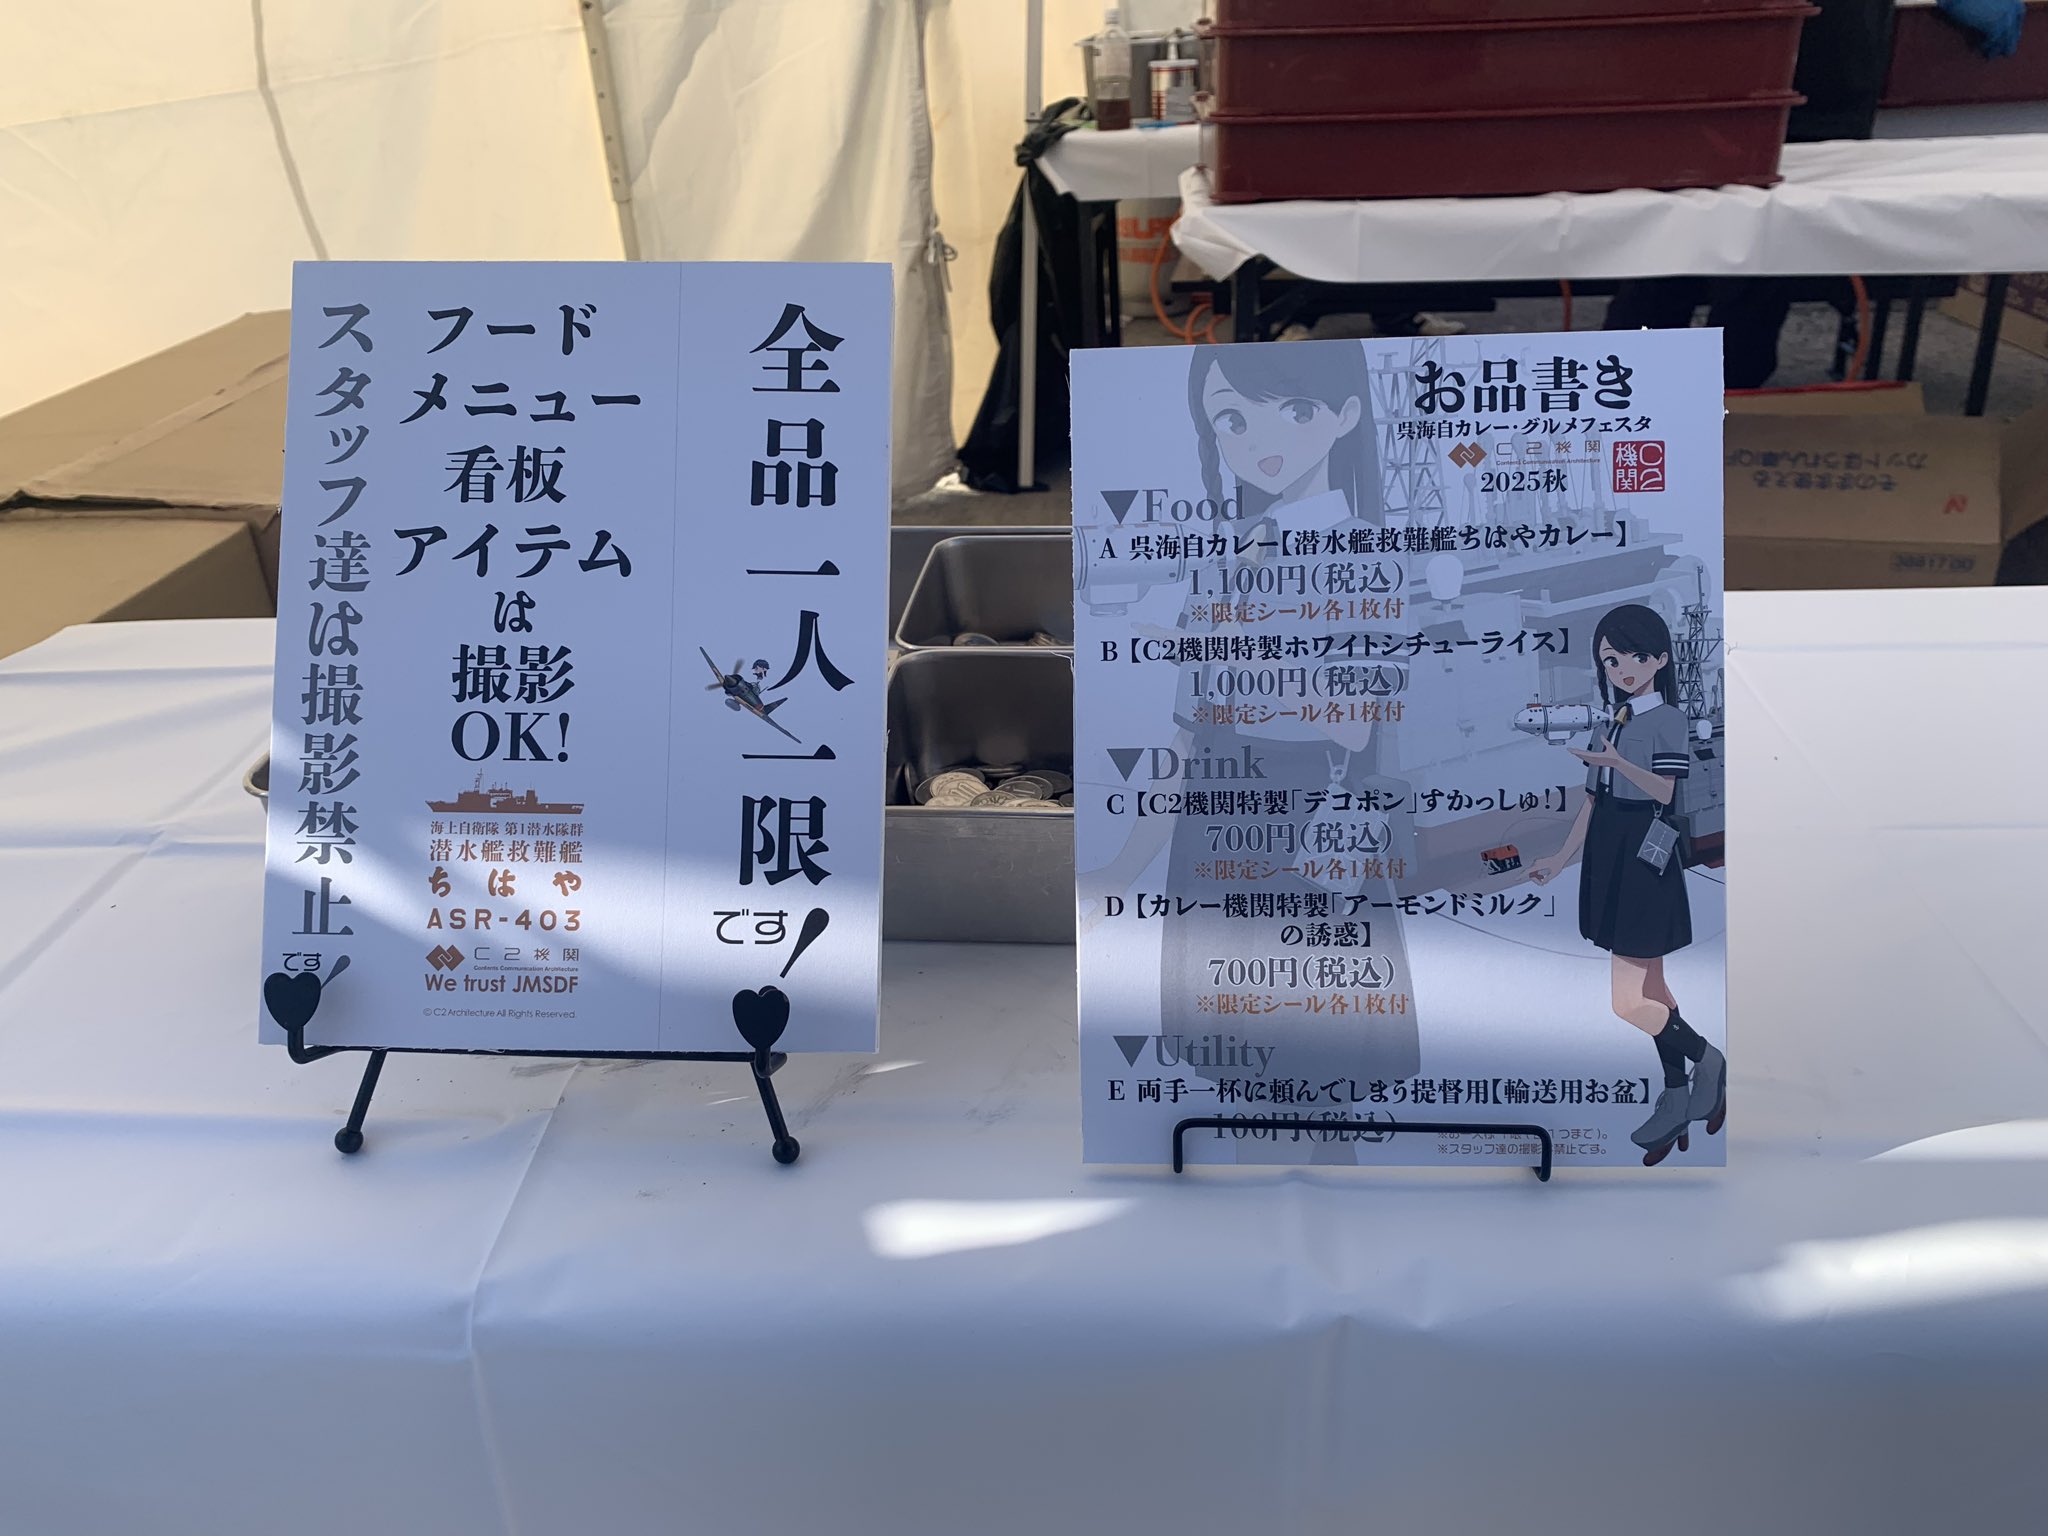 全品一人一限です!
フード
メニュー
看板
アイテム
は
撮影
OK!
スタッフ達は撮影禁止です!
海上自衛隊 第1潜水隊群
潜水艦救難艦
ちはや
ASR-403
C2機関
Contents Communication Architecture
We trust JMSDF
© C2 Architecture All Rights Reserved.
お品書き
呉海自カレー・グルメフェスタ
C2機関
Contents Communication Architecture
2025秋
C2機関
▼Food
A 呉海自カレー【潜水艦救難艦ちはやカレー】
1,100円(税込)
※限定シール各1枚付
B【C2機関特製ホワイトシチューライス】
1,000円(税込)
※限定シール各1枚付
▼Drink
C【C2機関特製「デコポン」すかっしゅ!】
700円(税込)
※限定シール各1枚付
D【カレー機関特製「アーモンドミルク」
の誘惑】
700円(税込)
※限定シール各1枚付
▼Utility
E 両手一杯に頼んでしまう提督用【輸送用お盆】
100円(税込)
※スタッフ達の撮影 禁止です。
そのまま使える